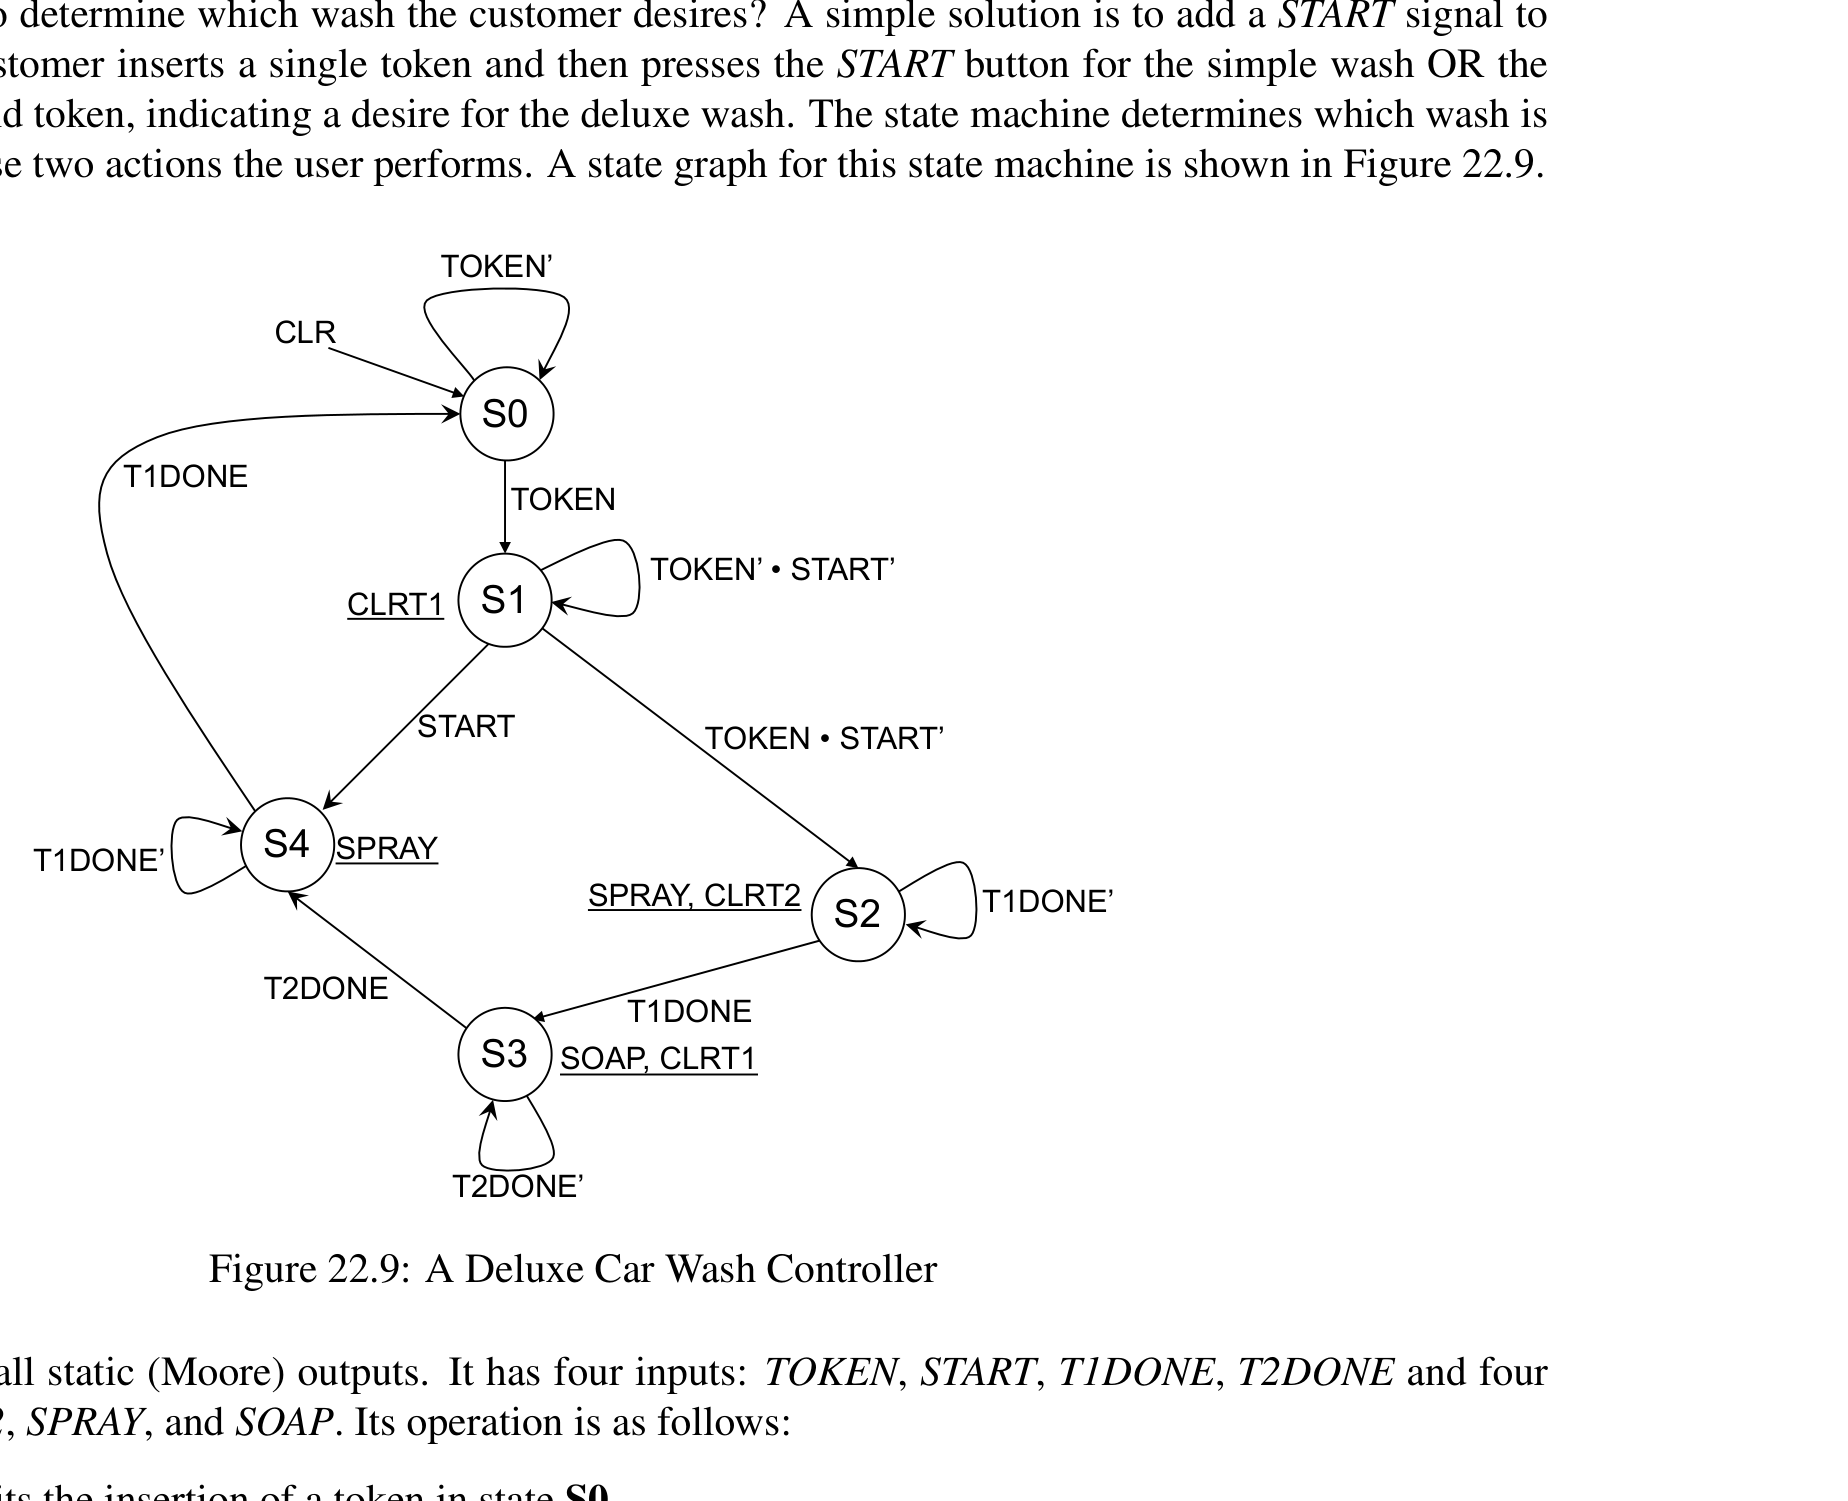 determine which wash the customer desires? A simple solution is to add a START signal to
stomer inserts a single token and then presses the START button for the simple wash OR the
d token, indicating a desire for the deluxe wash. The state machine determines which wash is
se two actions the user performs. A state graph for this state machine is shown in Figure 22.9.
TOKEN’
CLR
S0
T1DONE
TOKEN
TOKEN’ • START’
CLRT1
S1
START
TOKEN • START’
S4
SPRAY
T1DONE’
SPRAY, CLRT2
S2
T1DONE’
T2DONE
T1DONE
S3
SOAP, CLRT1
T2DONE’
Figure 22.9: A Deluxe Car Wash Controller
all static (Moore) outputs. It has four inputs: TOKEN, START, T1DONE, T2DONE and four
, SPRAY, and SOAP. Its operation is as follows:
its the insertion of a token in state S0